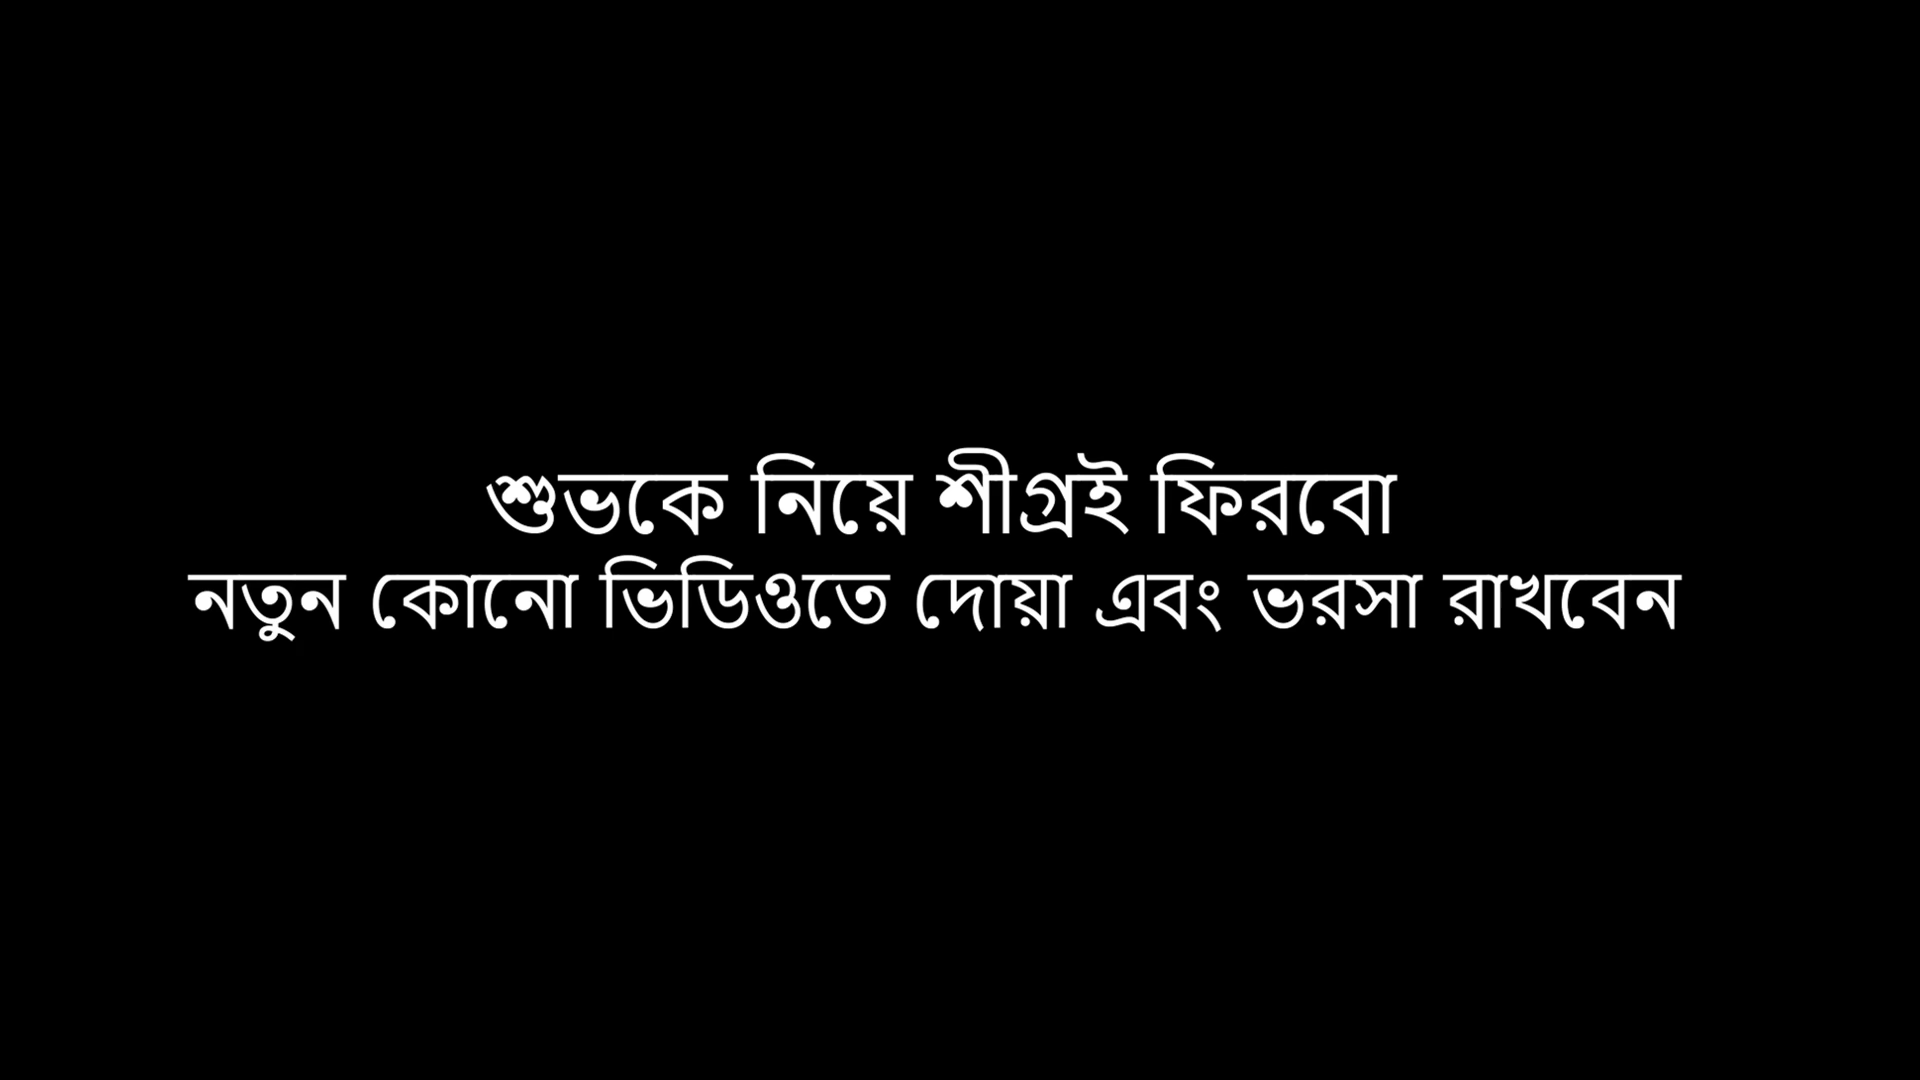 শুভকে নিয়ে শীগ্রই ফিরবো
নতুন কোনো ভিডিওতে দোয়া এবং ভরসা রাখবেন